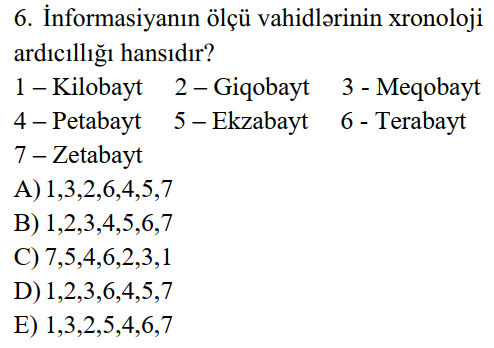 6. İnformasiyanın ölçü vahidlərinin xronoloji
ardıcıllığı hansıdır?
1 – Kilobayt 2 – Giqobayt 3 - Meqobayt
4 – Petabayt 5 – Ekzabayt 6 - Terabayt
7 – Zetabayt
A) 1,3,2,6,4,5,7
B) 1,2,3,4,5,6,7
C) 7,5,4,6,2,3,1
D) 1,2,3,6,4,5,7
E) 1,3,2,5,4,6,7